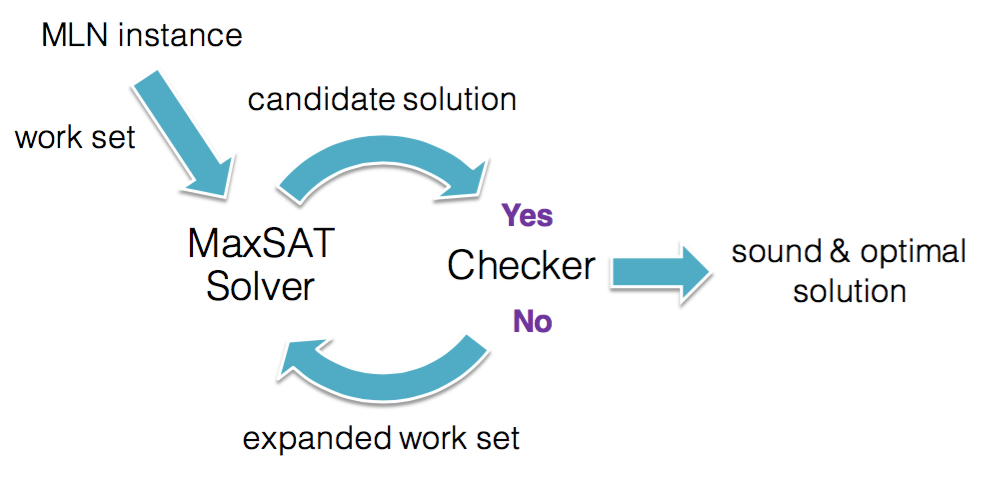 MLN instance
candidate solution
work set
Yes
MaxSAT
Solver
Checker
sound & optimal
solution
No
expanded work set